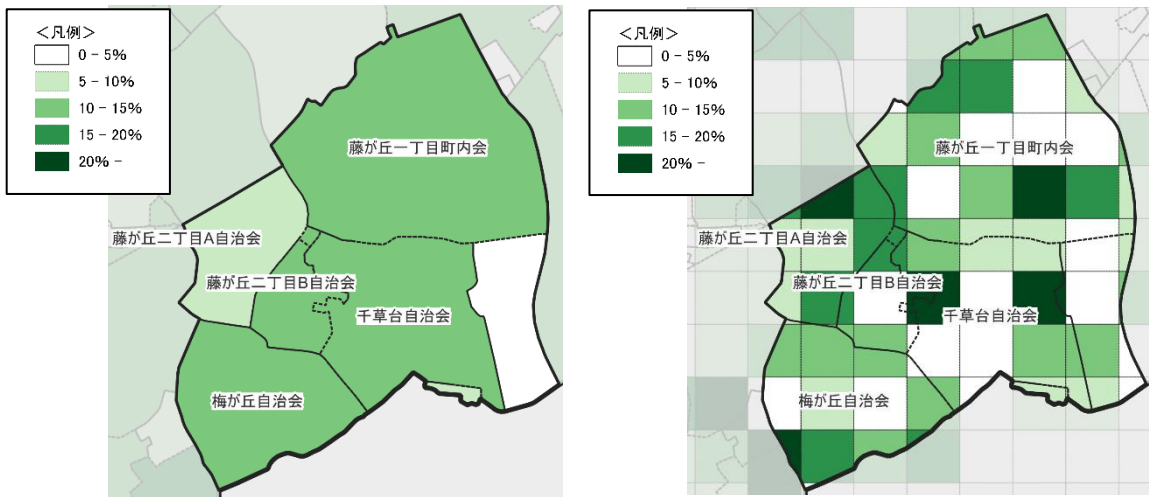 <凡例>
0 - 5%
5 - 10%
10 - 15%
15 - 20%
20% -
藤が丘一丁目町内会
藤が丘二丁目A自治会
藤が丘二丁目B自治会
千草台自治会
梅が丘自治会
<凡例>
0 - 5%
5 - 10%
10 - 15%
15 - 20%
20% -
藤が丘一丁目町内会
藤が丘二丁目A自治会
藤が丘二丁目B自治会
千草台自治会
梅が丘自治会